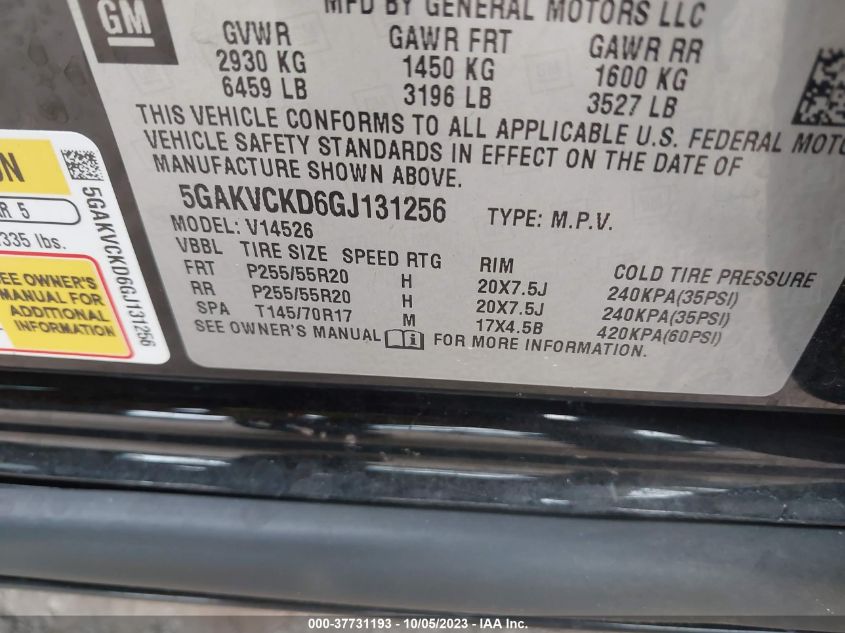 MFD BY GENERAL MOTORS LLC
GM
GVWR GAWR FRT GAWR RR
2930 KG 1450 KG 1600 KG
6459 LB 3196 LB 3527 LB
THIS VEHICLE CONFORMS TO ALL APPLICABLE U.S. FEDERAL MOTO
VEHICLE SAFETY STANDARDS IN EFFECT ON THE DATE OF
MANUFACTURE SHOWN ABOVE.
5GAKVCKD6GJ131256 TYPE: M.P.V.
MODEL: V14526
VBBL TIRE SIZE SPEED RTG RIM COLD TIRE PRESSURE
FRT P255/55R20 H 20X7.5J 240KPA(35PSI)
RR P255/55R20 H 20X7.5J 240KPA(35PSI)
SPA T145/70R17 M 17X4.5B 420KPA(60PSI)
SEE OWNER'S MANUAL i FOR MORE INFORMATION.
ON
R 5
335 lbs.
SEE OWNER'S
MANUAL FOR
ADDITIONAL
INFORMATION
5GAKVCKD6GJ131256
000-37731193 - 10/05/2023 - © IAA Inc.